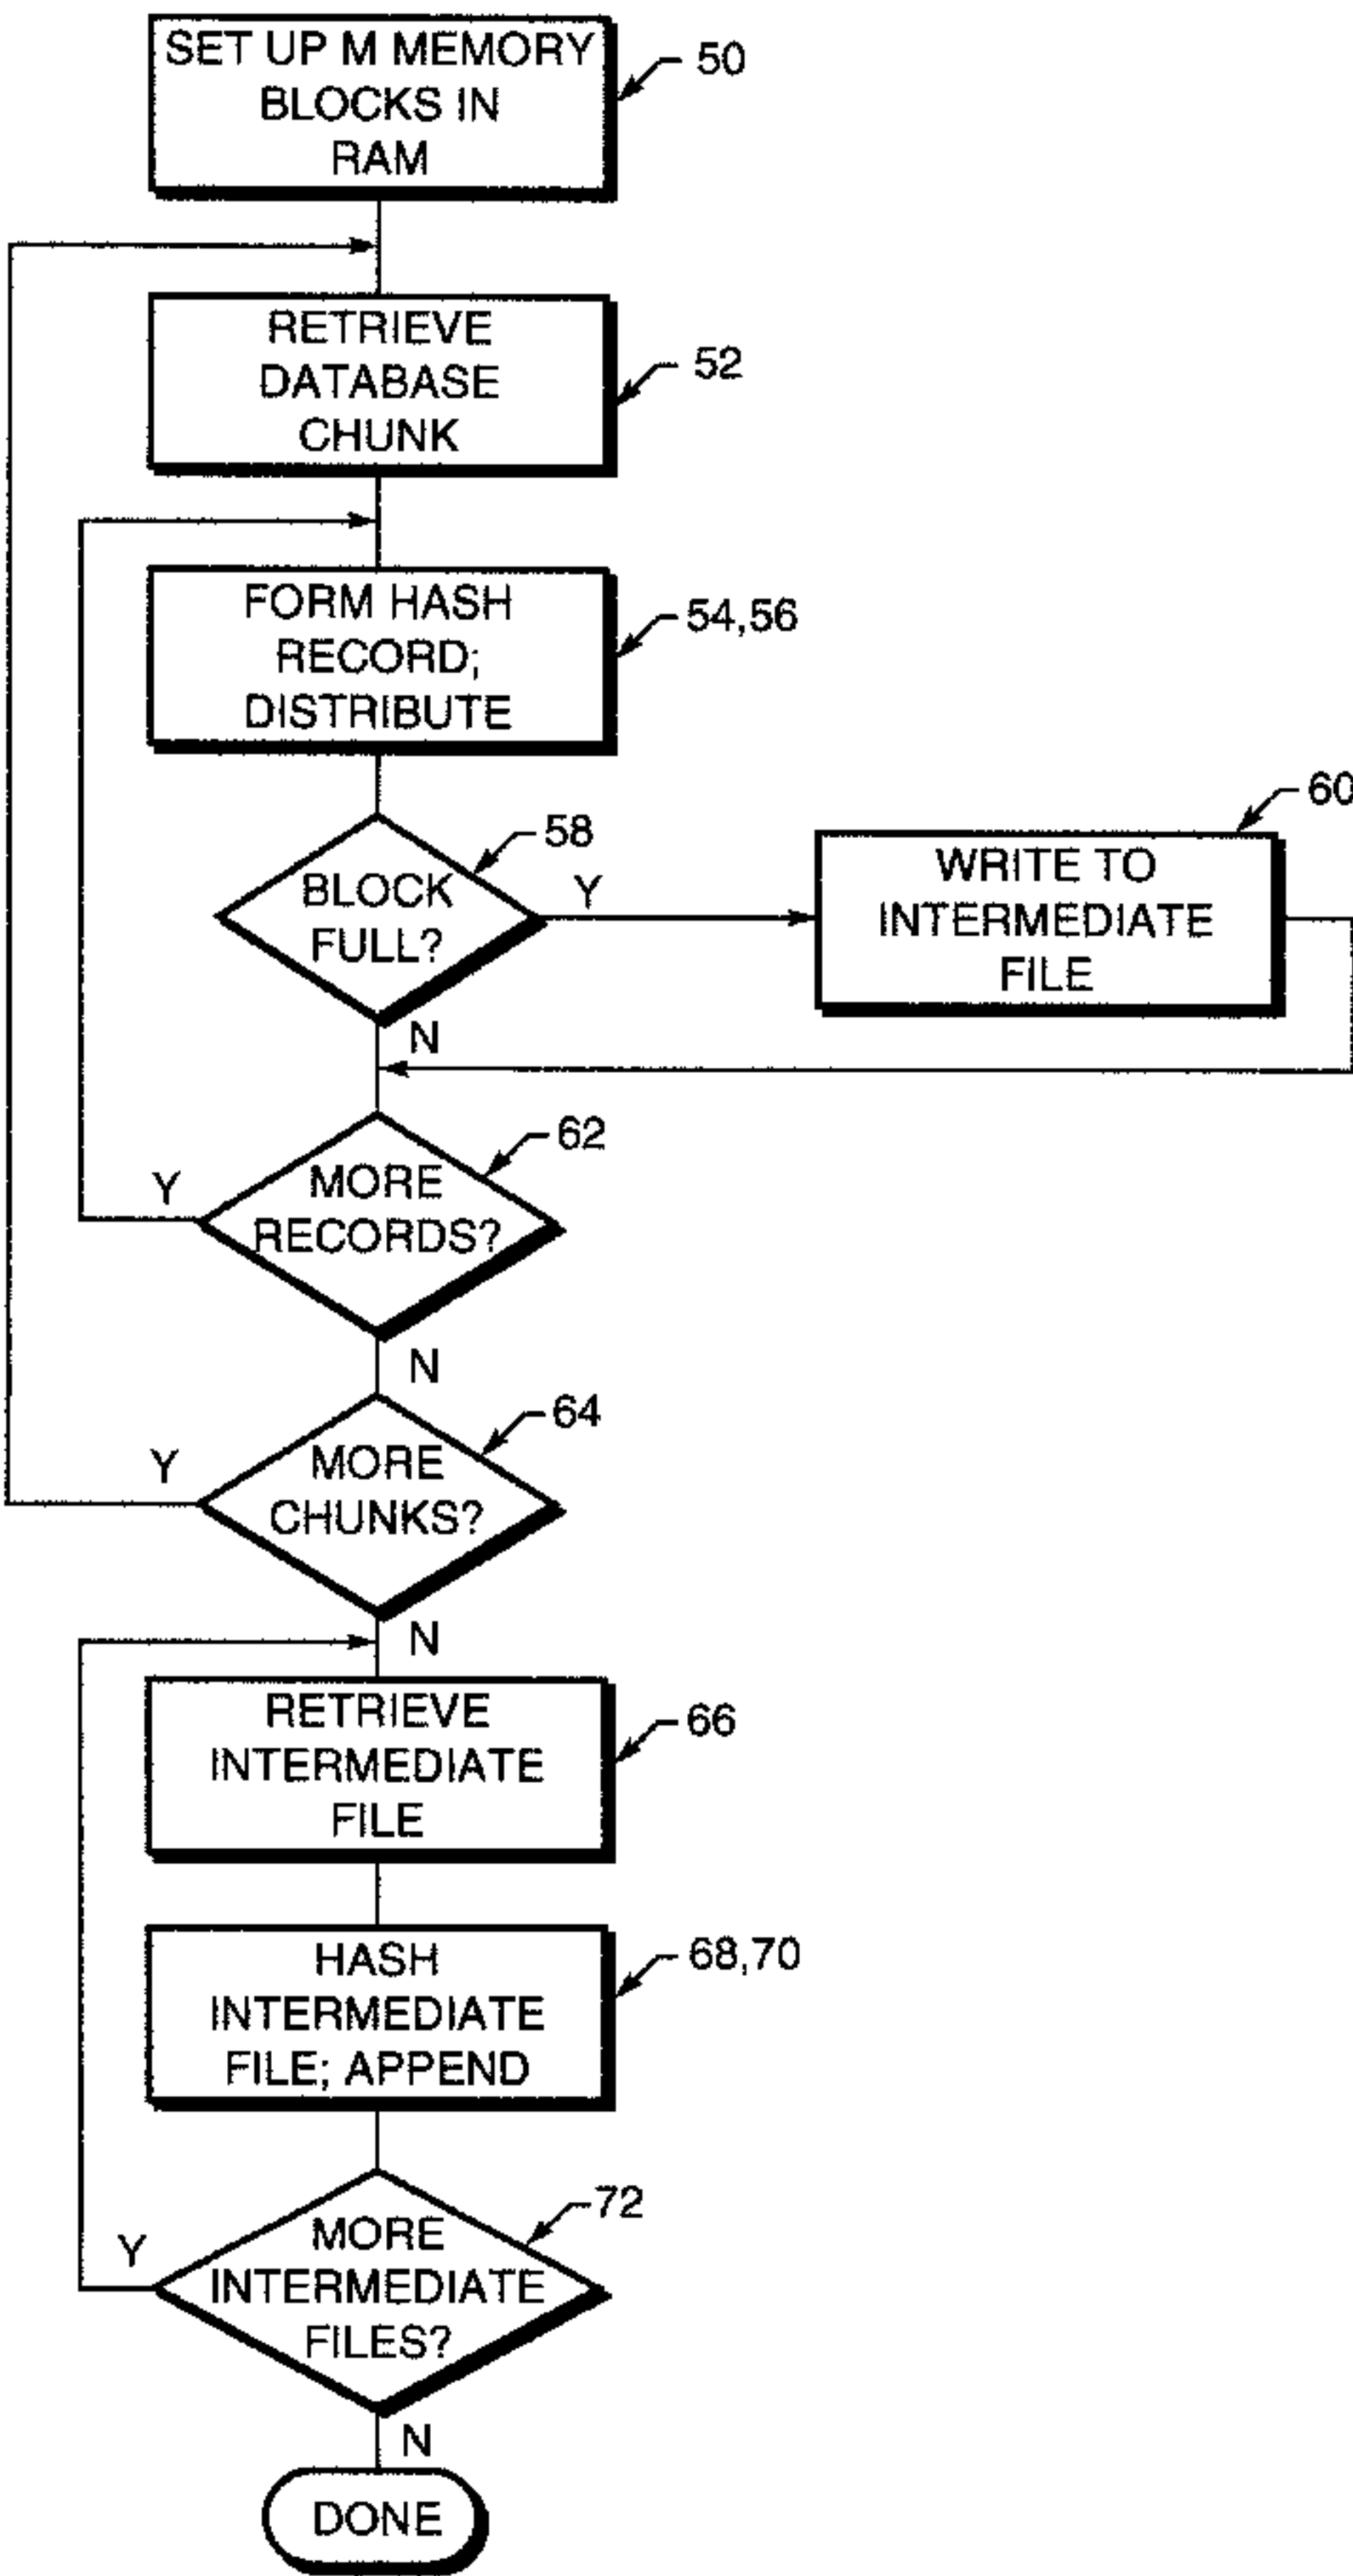 SET UP M MEMORY
BLOCKS IN
RAM
50
RETRIEVE
DATABASE
CHUNK
52
FORM HASH
RECORD;
DISTRIBUTE
54,56
BLOCK
FULL?
58
Y
N
WRITE TO
INTERMEDIATE
FILE
60
MORE
RECORDS?
62
Y
N
MORE
CHUNKS?
64
Y
N
RETRIEVE
INTERMEDIATE
FILE
66
HASH
INTERMEDIATE
FILE; APPEND
68,70
MORE
INTERMEDIATE
FILES?
72
Y
N
DONE